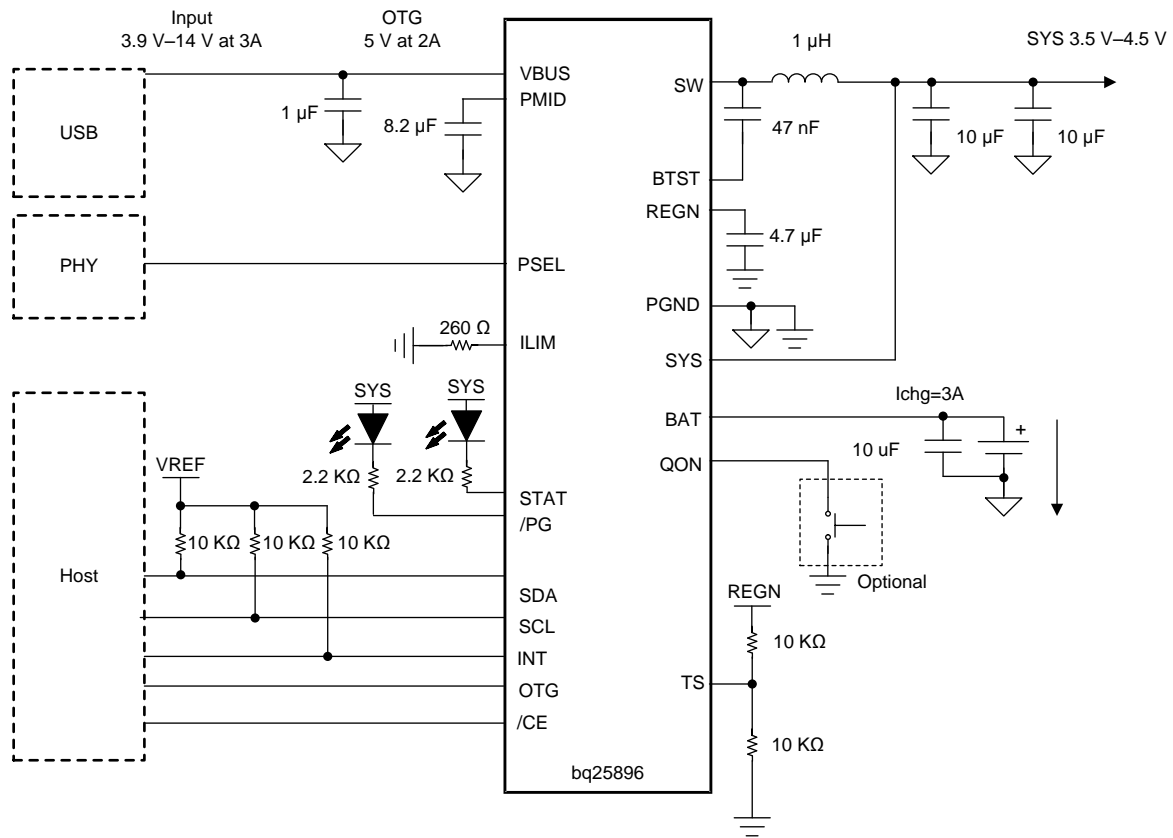 Input
3.9 V–14 V at 3A
OTG
5 V at 2A
USB
PHY
Host
1 µF
8.2 µF
VBUS
PMID
PSEL
260 Ω
ILIM
SYS
SYS
2.2 KΩ
2.2 KΩ
STAT
/PG
VREF
10 KΩ
10 KΩ
10 KΩ
SDA
SCL
INT
OTG
/CE
bq25896
SW
1 µH
SYS 3.5 V–4.5 V
47 nF
10 µF
10 µF
BTST
REGN
4.7 µF
PGND
SYS
BAT
Ichg=3A
10 uF
+
QON
Optional
REGN
10 KΩ
TS
10 KΩ